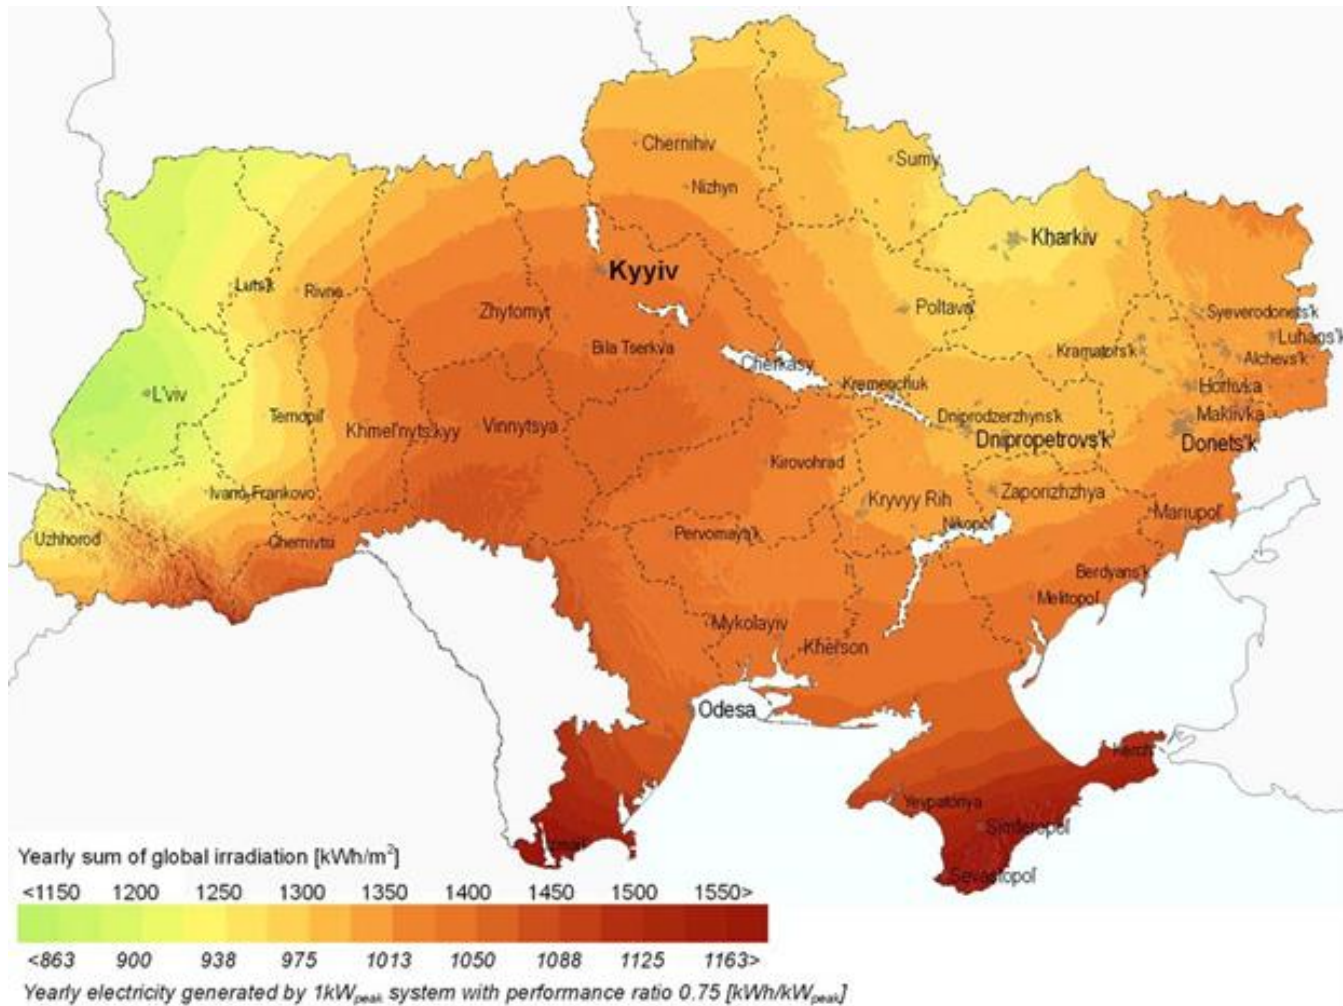 Chernihiv
Sumy
Nizhyn
Kharkiv
Kyyiv
Luts'k
Rivne
Zhytomyr
Poltava
Syeverodonets'k
Luhans'k
Bila Tserkva
Kramators'k
Alchevs'k
Cherkasy
L'viv
Kremenchuk
Horlivka
Ternopil'
Dniprodzerzhyns'k
Makiivka
Khmel'nyts'kyy
Vinnytsya
Dnipropetrovs'k
Donets'k
Kirovohrad
Ivano-Frankovo
Kryvyy Rih
Zaporizhzhya
Mariupol'
Nikopol'
Uzhhorod
Chernivtsi
Pervomays'k
Berdyans'k
Melitopol'
Mykolayiv
Kherson
Odesa
Kerch
Yevpatoriya
Simferopol'
Sevastopol'
Yearly sum of global irradiation [kWh/m²]
<1150 1200 1250 1300 1350 1400 1450 1500 1550>
<863 900 938 975 1013 1050 1088 1125 1163>
Yearly electricity generated by 1kWpeak system with performance ratio 0.75 [kWh/kWpeak]